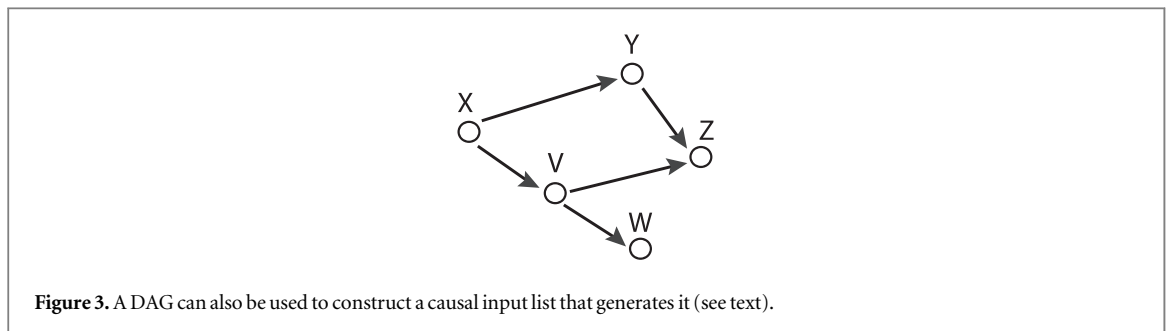 Y
X
Z
V
W
Figure 3. A DAG can also be used to construct a causal input list that generates it (see text).